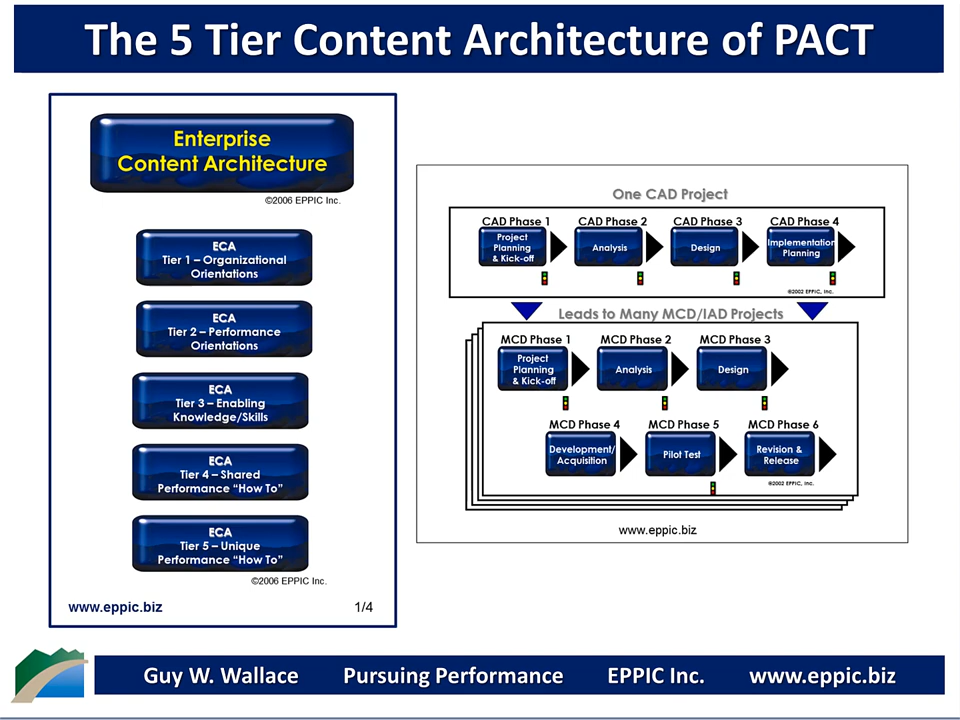 The 5 Tier Content Architecture of PACT
Enterprise
Content Architecture
©2006 EPPIC Inc.
ECA
Tier 1 – Organizational
Orientations
ECA
Tier 2 – Performance
Orientations
ECA
Tier 3 – Enabling
Knowledge/Skills
ECA
Tier 4 – Shared
Performance “How To”
ECA
Tier 5 – Unique
Performance “How To”
©2006 EPPIC Inc.
www.eppic.biz 1/4
One CAD Project
CAD Phase 1 CAD Phase 2 CAD Phase 3 CAD Phase 4
Project
Planning
& Kick-off
Analysis
Design
Implementation
Planning
©2002 EPPIC, Inc.
Leads to Many MCD/IAD Projects
MCD Phase 1 MCD Phase 2 MCD Phase 3
Project
Planning
& Kick-off
Analysis
Design
MCD Phase 4 MCD Phase 5 MCD Phase 6
Development/
Acquisition
Pilot Test
Revision &
Release
©2002 EPPIC, Inc.
www.eppic.biz
Guy W. Wallace Pursuing Performance EPPIC Inc. www.eppic.biz